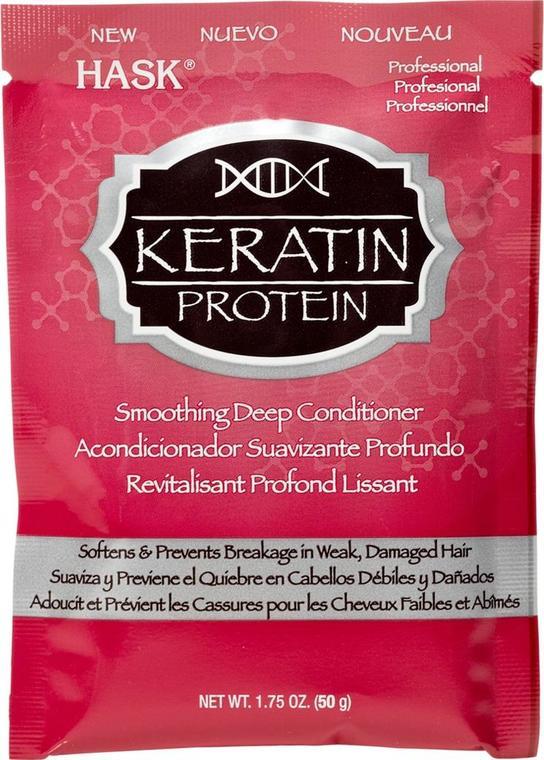 NEW NUEVO NOUVEAU
HASK®
Professional
Profesional
Professionnel
KERATIN
PROTEIN
Smoothing Deep Conditioner
Acondicionador Suavizante Profundo
Revitalisant Profond Lissant
Softens & Prevents Breakage in Weak, Damaged Hair
Suaviza y Previene el Quiebre en Cabellos Débiles y Dañados
Adoucit et Prévient les Cassures pour les Cheveux Faibles et Abîmés
NET WT. 1.75 OZ. (50 g)